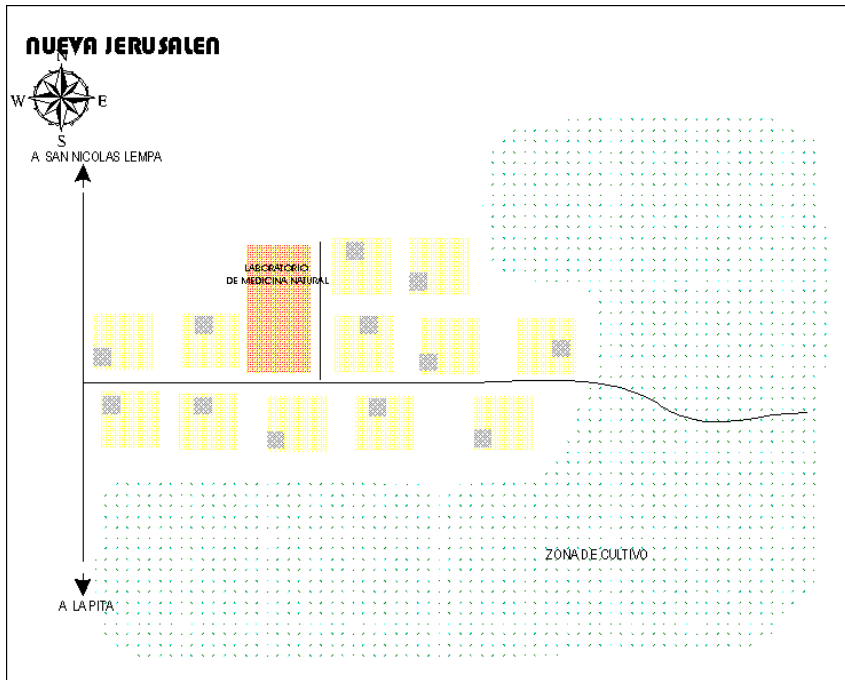 NUEVA JERUSALEN
N
W E
S
A SAN NICOLAS LEMPA
LABORATORIO
DE MEDICINA NATURAL
ZONA DE CULTIVO
A LA PITA